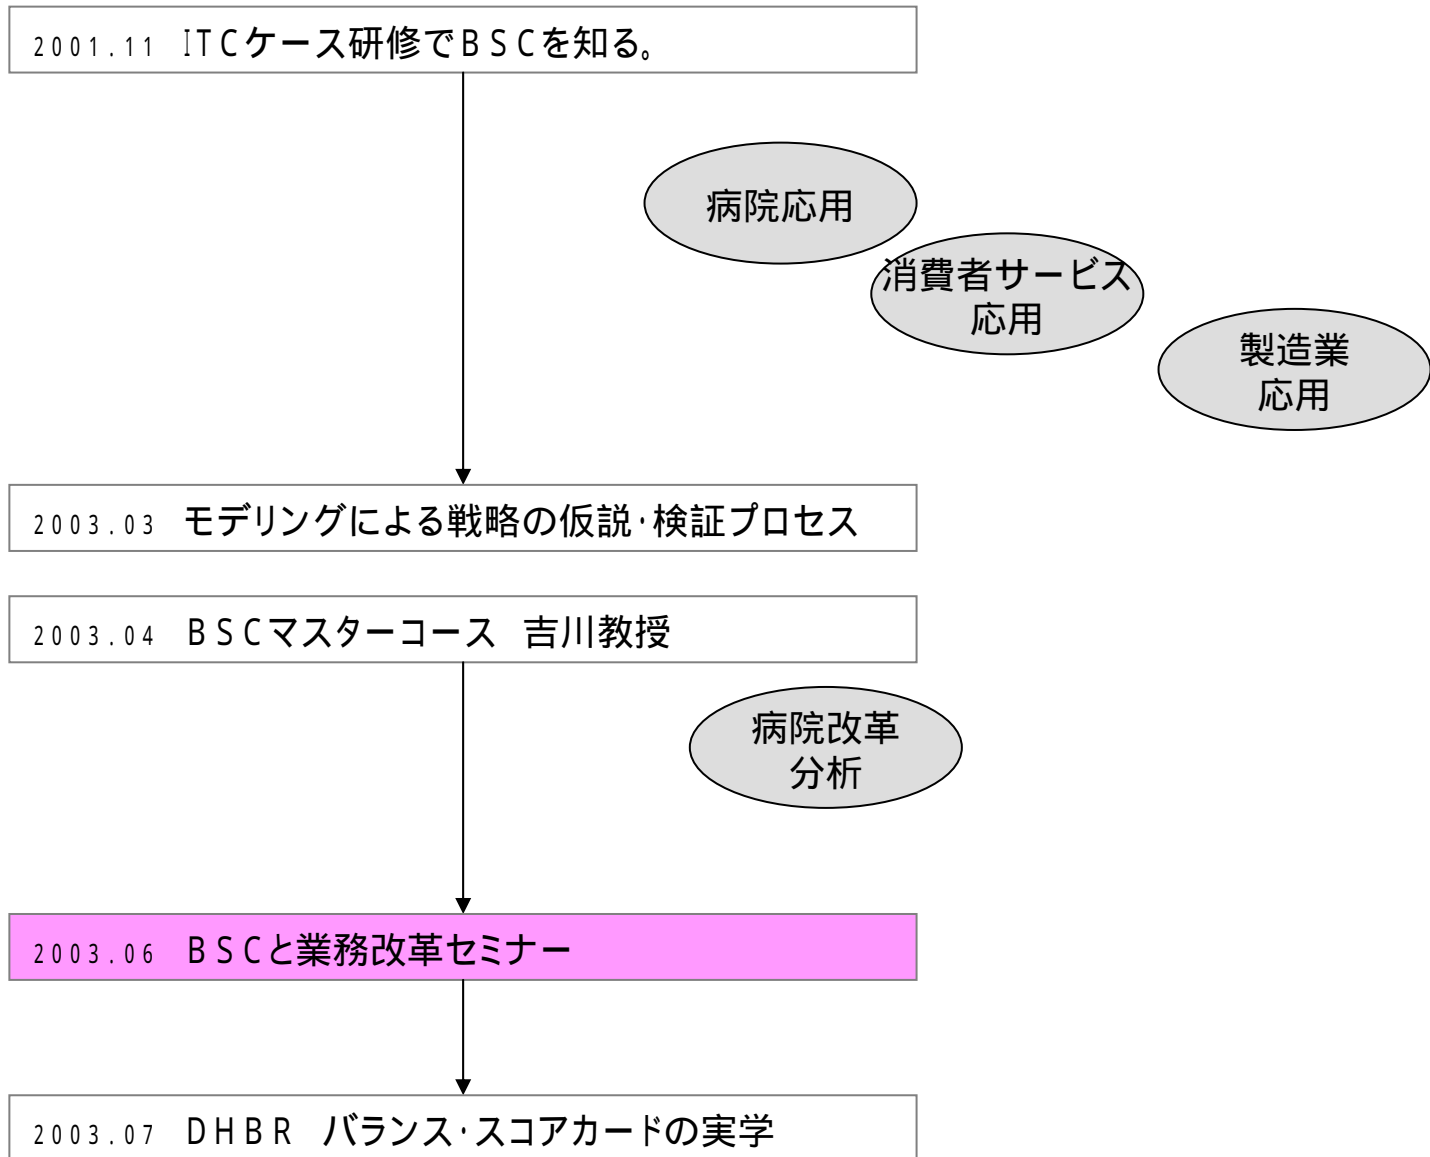 2001.11 ITCケース研修でBSCを知る。
病院応用
消費者サービス
応用
製造業
応用
2003.03 モデリングによる戦略の仮説・検証プロセス
2003.04 BSCマスターコース 吉川教授
病院改革
分析
2003.06 BSCと業務改革セミナー
2003.07 DHBR バランス・スコアカードの実学